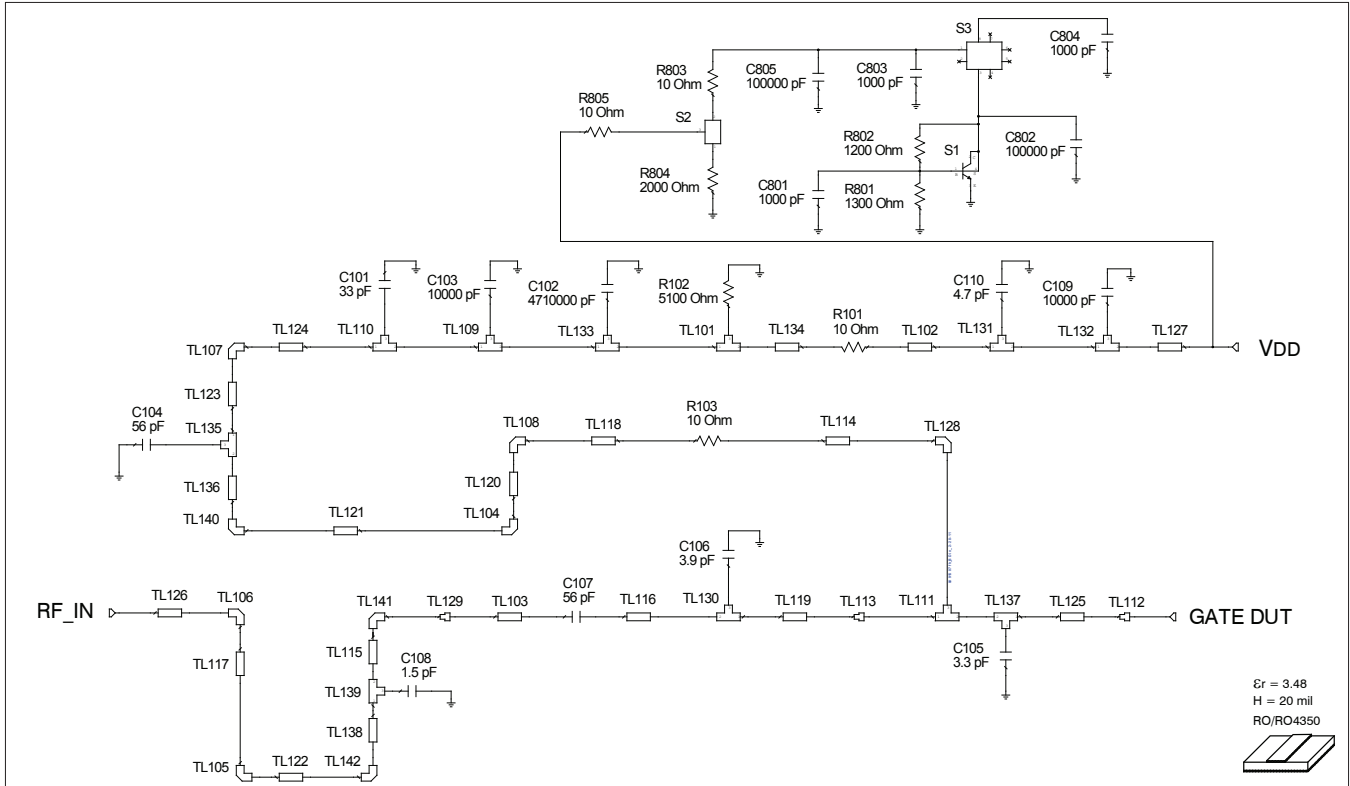 S3
C804
1000 pF
R803
10 Ohm
C805
100000 pF
C803
1000 pF
R805
10 Ohm
S2
R802
1200 Ohm
S1
C802
100000 pF
R804
2000 Ohm
C801
1000 pF
R801
1300 Ohm
C101
33 pF
C103
10000 pF
C102
4710000 pF
R102
5100 Ohm
C110
4.7 pF
C109
10000 pF
TL124
TL110
TL109
TL133
TL101
TL134
R101
10 Ohm
TL102
TL131
TL132
TL127
TL107
VDD
TL123
C104
56 pF
TL135
TL108
TL118
R103
10 Ohm
TL114
TL128
TL136
TL120
TL140
TL121
TL104
C106
3.9 pF
RF_IN
TL126
TL106
TL141
TL129
TL103
C107
56 pF
TL116
TL130
TL119
TL113
TL111
TL137
TL125
TL112
GATE DUT
TL117
TL115
C108
1.5 pF
C105
3.3 pF
TL139
TL138
TL105
TL122
TL142
εr = 3.48
H = 20 mil
RO/RO4350